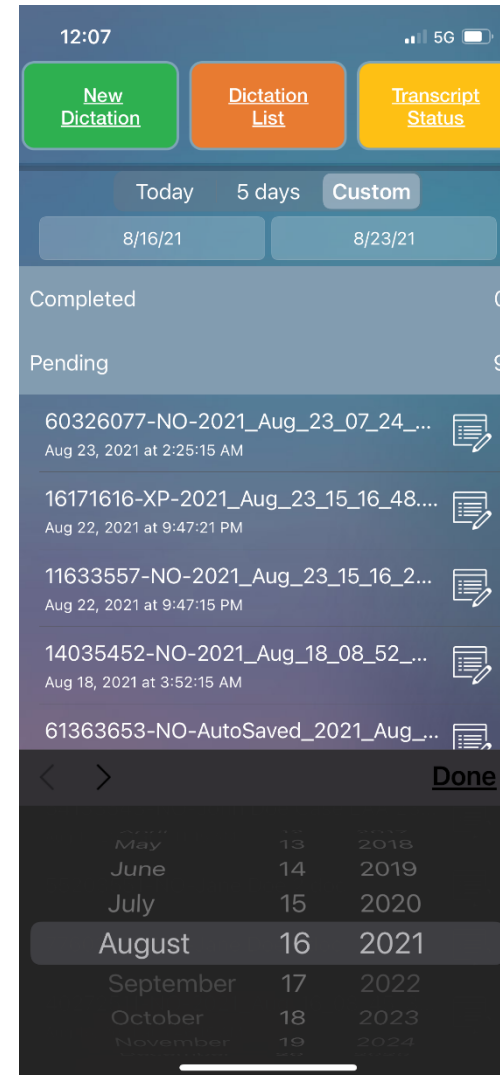 12:07 5G
New Dictation
Dictation List
Transcript Status
Today 5 days Custom
8/16/21 8/23/21
Completed
Pending
60326077-NO-2021_Aug_23_07_24_...
Aug 23, 2021 at 2:25:15 AM
16171616-XP-2021_Aug_23_15_16_48....
Aug 22, 2021 at 9:47:21 PM
11633557-NO-2021_Aug_23_15_16_2...
Aug 22, 2021 at 9:47:15 PM
14035452-NO-2021_Aug_18_08_52_...
Aug 18, 2021 at 3:52:15 AM
61363653-NO-AutoSaved_2021_Aug_...
Done
May 13 2018
June 14 2019
July 15 2020
August 16 2021
September 17 2022
October 18 2023
November 19 2024